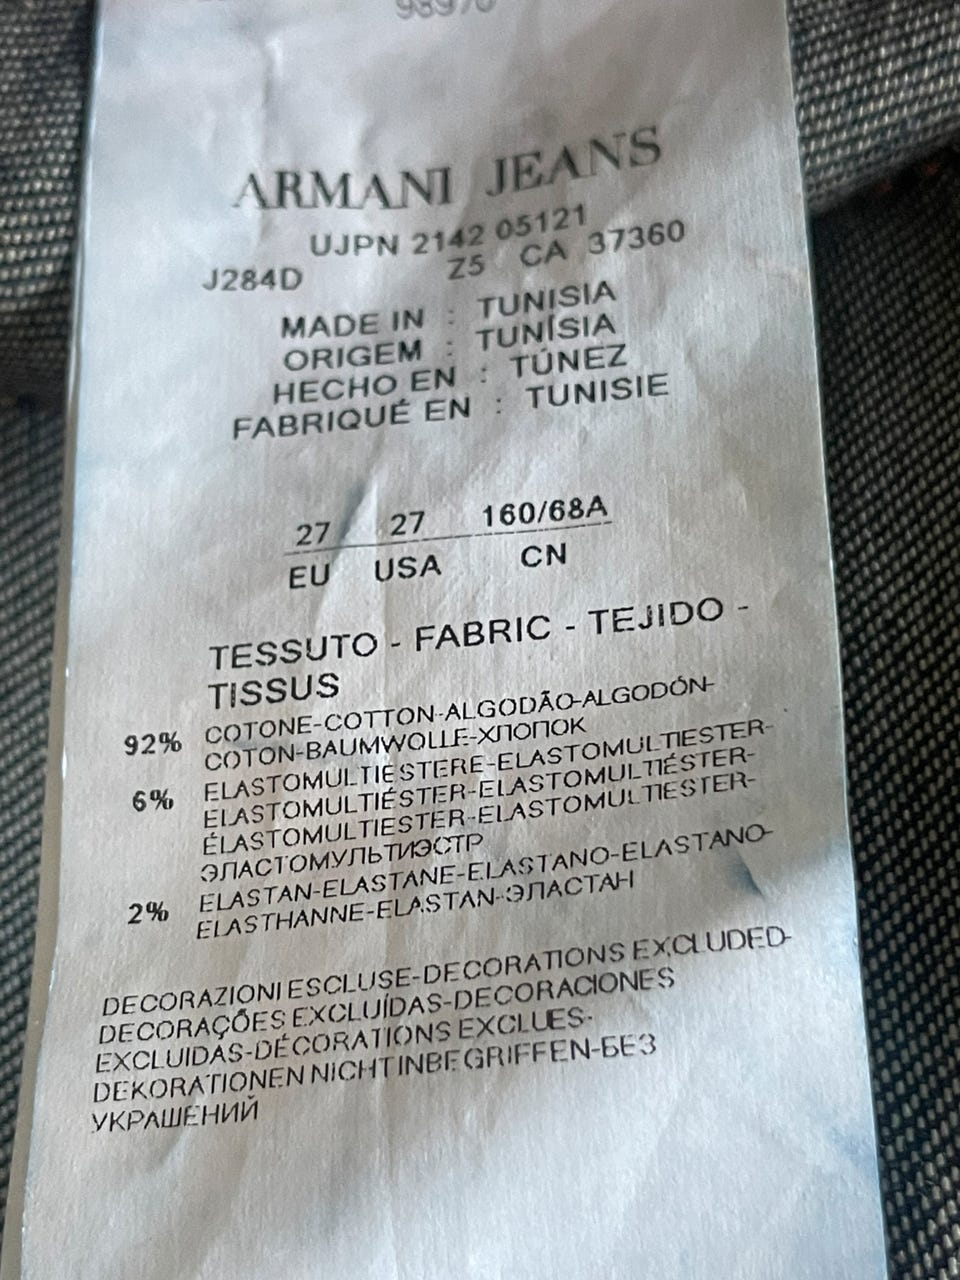 98970
ARMANI JEANS
UJPN 2142 05121
J284D Z5 CA 37360
MADE IN : TUNISIA
ORIGEM : TUNÍSIA
HECHO EN : TÚNEZ
FABRIQUÉ EN : TUNISIE
27 27 160/68A
EU USA CN
TESSUTO - FABRIC - TEJIDO -
TISSUS
92% COTONE-COTTON-ALGODÃO-ALGODÓN-
COTON-BAUMWOLLE-ХЛОПОК
6% ELASTOMULTIESTERE-ELASTOMULTIESTER-
ELASTOMULTIÉSTER-ELASTOMULTIÉSTER-
ÉLASTOMULTIESTER-ELASTOMULTIESTER-
ЭЛАСТОМУЛЬТИЭСТР
2% ELASTAN-ELASTANE-ELASTANO-ELASTANO-
ELASTHANNE-ELASTAN-ЭЛАСТАН
DECORAZIONI ESCLUSE-DECORATIONS EXCLUDED-
DECORAÇÕES EXCLUÍDAS-DECORACIONES
EXCLUIDAS-DÉCORATIONS EXCLUES-
DEKORATIONEN NICHT INBEGRIFFEN-БЕЗ
УКРАШЕНИЙ